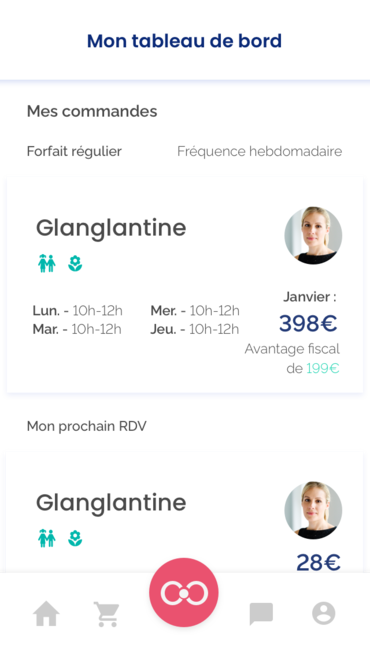 Mon tableau de bord
Mes commandes
Forfait régulier Fréquence hebdomadaire
Glanglantine
Lun. - 10h-12h Mer. - 10h-12h
Mar. - 10h-12h Jeu. - 10h-12h
Janvier :
398€
Avantage fiscal
de 199€
Mon prochain RDV
Glanglantine
28€